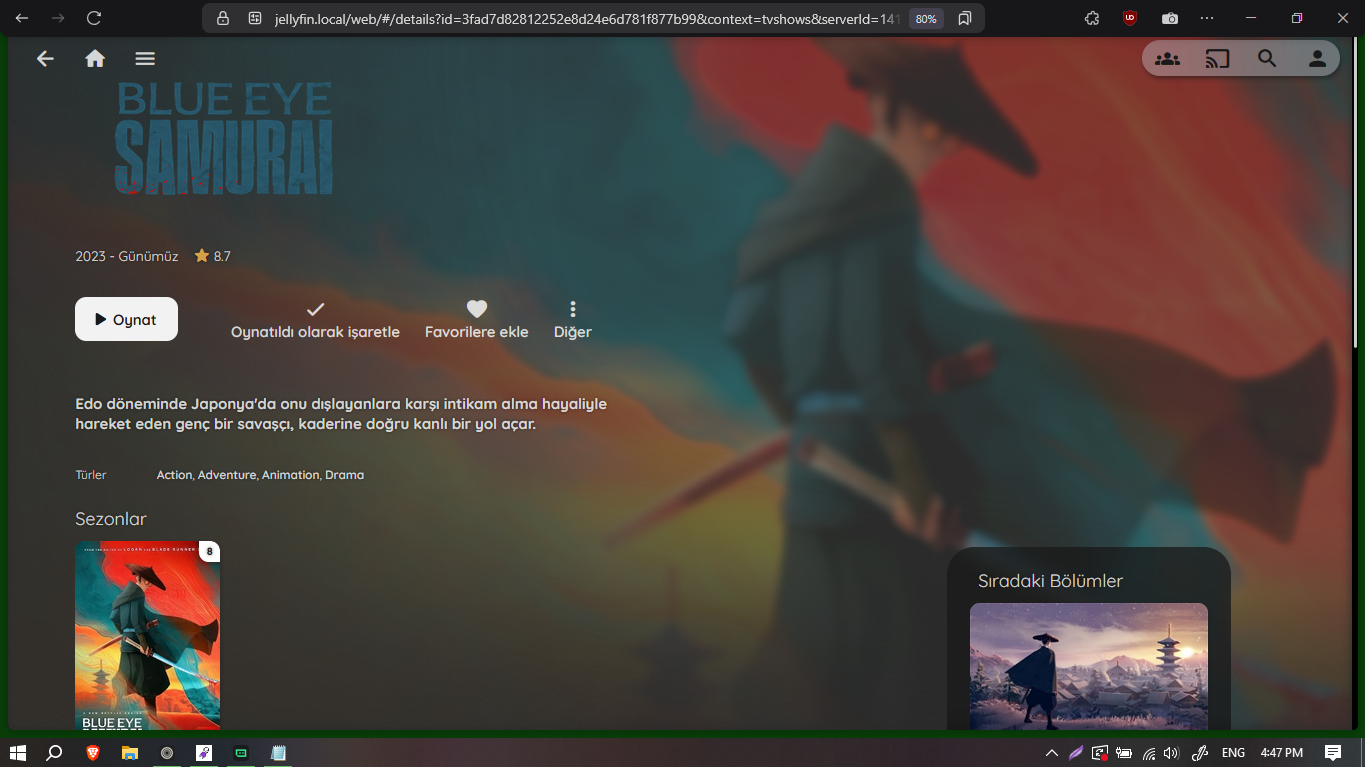 jellyfin.local/web/#/details?id=3fad7d82812252e8d24e6d781f877b99&context=tvshows&serverId=141
80%
UD
BLUE EYE
SAMURAI
2023 - Günümüz 8.7
Oynat
Oynatıldı olarak işaretle
Favorilere ekle
Diğer
Edo döneminde Japonya'da onu dışlayanlara karşı intikam alma hayaliyle
hareket eden genç bir savaşçı, kaderine doğru kanlı bir yol açar.
Türler Action, Adventure, Animation, Drama
Sezonlar
8
BLUE EYE
Sıradaki Bölümler
ENG
4:47 PM